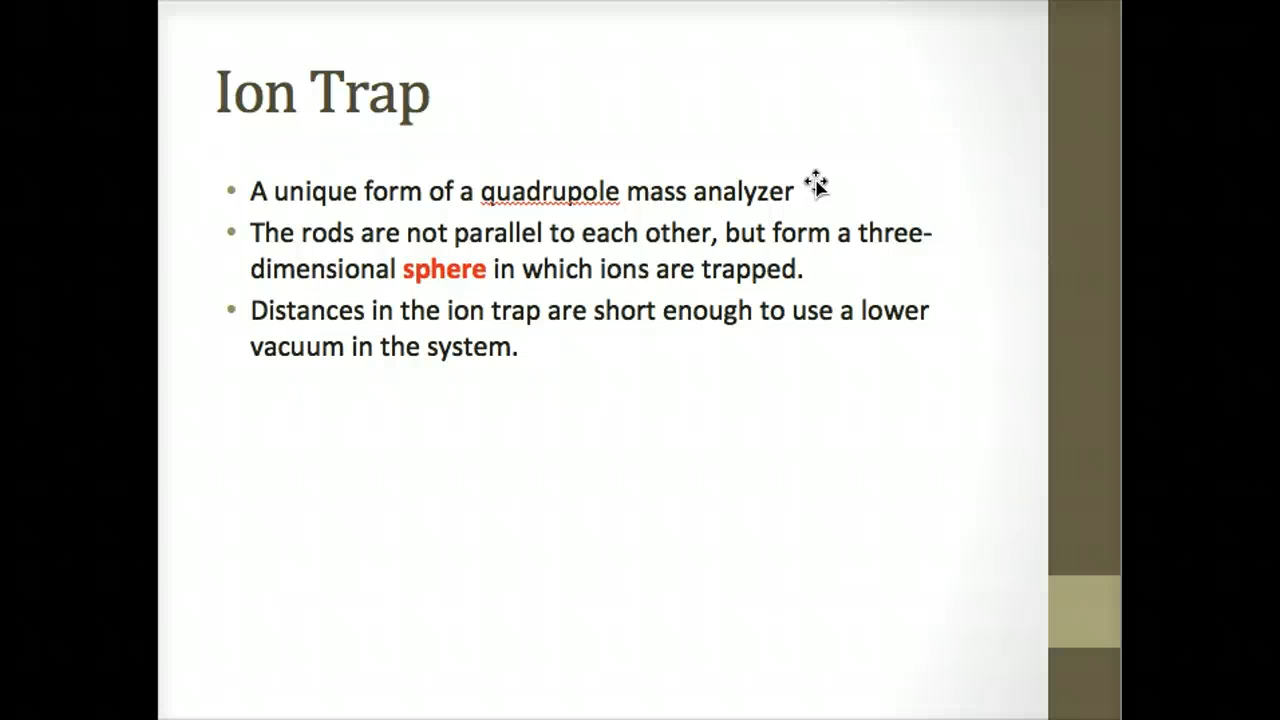 Ion Trap
• A unique form of a quadrupole mass analyzer
• The rods are not parallel to each other, but form a three-
dimensional sphere in which ions are trapped.
• Distances in the ion trap are short enough to use a lower
vacuum in the system.